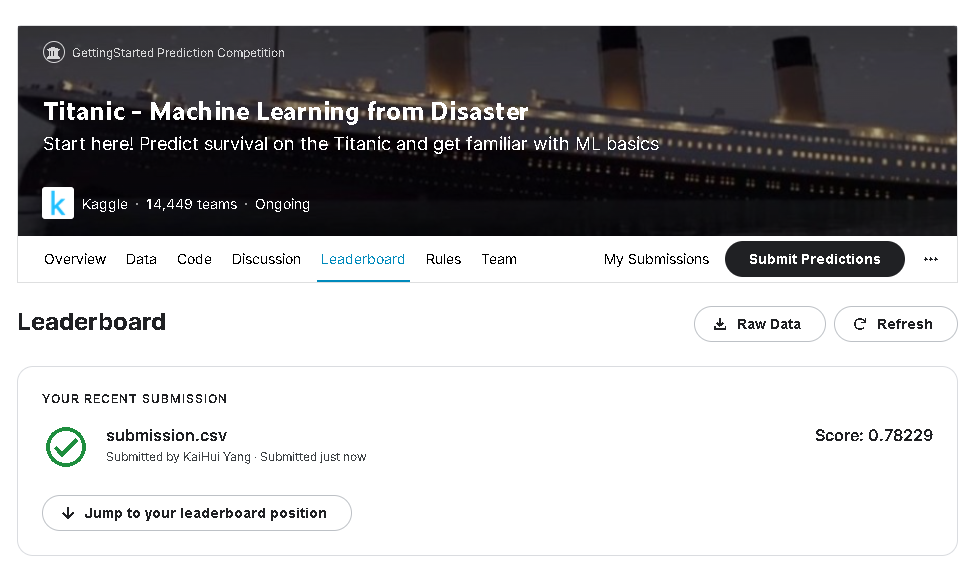 GettingStarted Prediction Competition
Titanic - Machine Learning from Disaster
Start here! Predict survival on the Titanic and get familiar with ML basics
k
Kaggle · 14,449 teams · Ongoing
Overview Data Code Discussion Leaderboard Rules Team My Submissions Submit Predictions ...
Leaderboard
Raw Data Refresh
YOUR RECENT SUBMISSION
submission.csv Score: 0.78229
Submitted by KaiHui Yang · Submitted just now
Jump to your leaderboard position